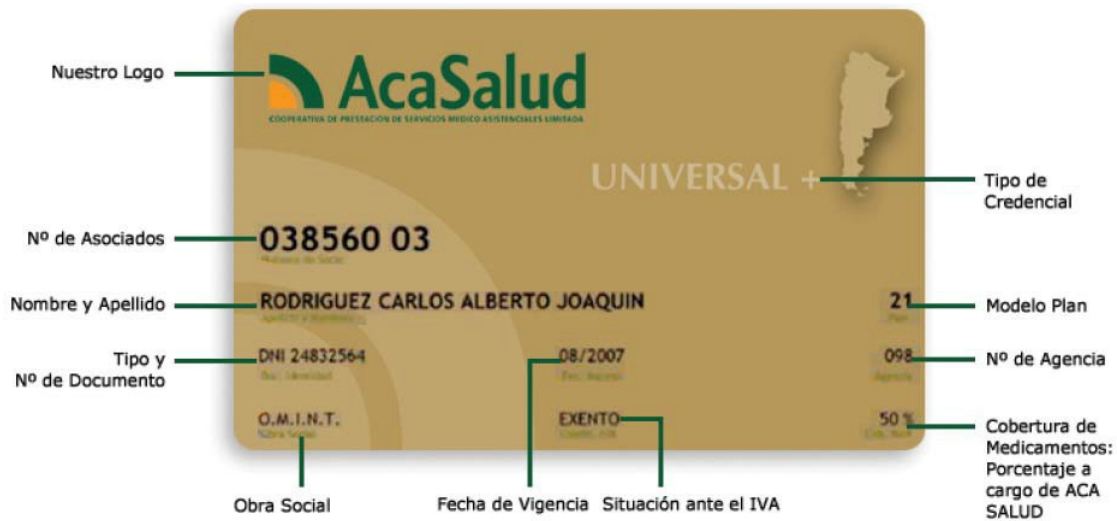 Nuestro Logo
AcaSalud
COOPERATIVA DE PRESTACION DE SERVICIOS MEDICO ASISTENCIALES LIMITADA
UNIVERSAL +
Tipo de
Credencial
Nº de Asociados
038560 03
Nombre y Apellido
RODRIGUEZ CARLOS ALBERTO JOAQUIN
21
Modelo Plan
Tipo y
Nº de Documento
DNI 24832564
08/2007
098
Nº de Agencia
O.M.I.N.T.
EXENTO
50 %
Cobertura de
Medicamentos:
Porcentaje a
cargo de ACA
SALUD
Obra Social
Fecha de Vigencia
Situación ante el IVA